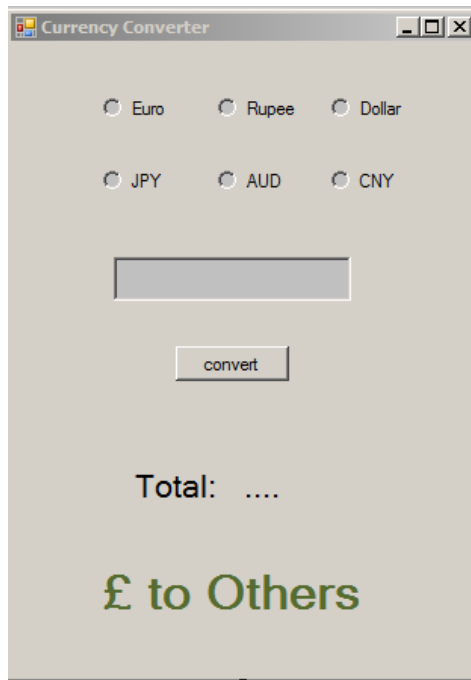 Currency Converter
Euro Rupee Dollar
JPY AUD CNY
convert
Total: ....
£ to Others